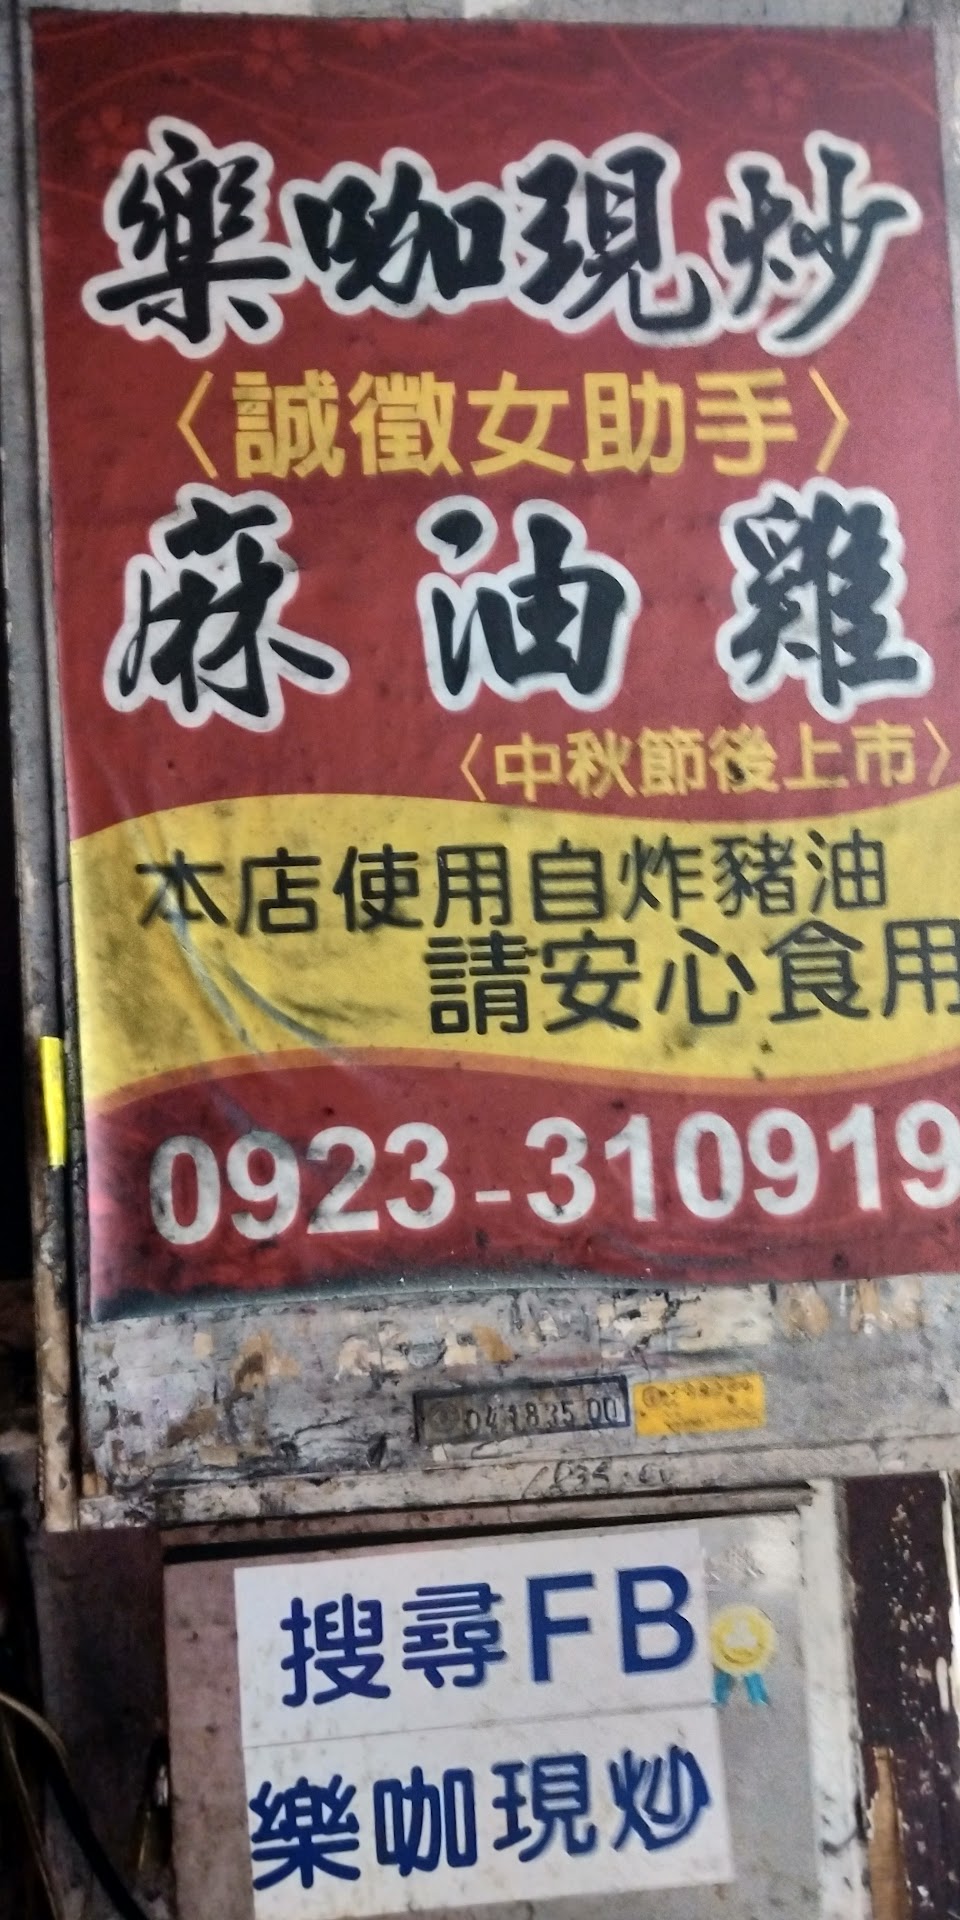 樂咖現炒
〈誠徵女助手〉
麻油雞
〈中秋節後上市〉
本店使用自炸豬油
請安心食用
0923-310919
04 1835 00
搜尋FB
樂咖現炒